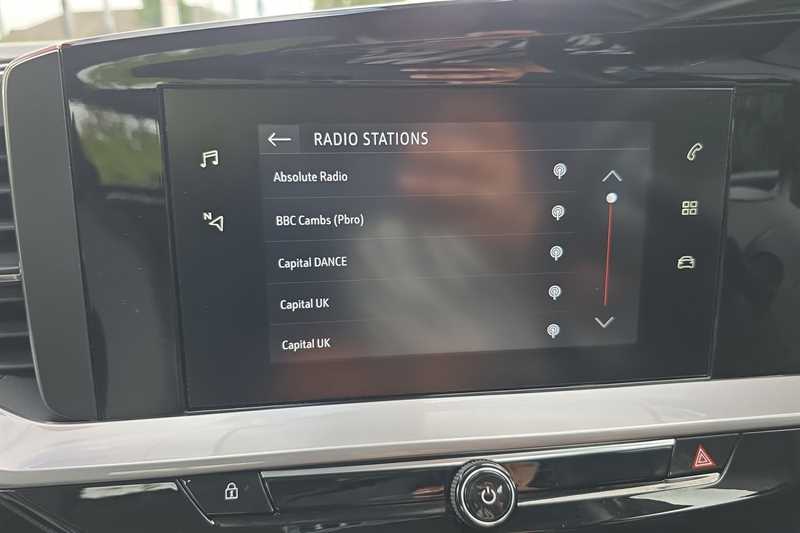 RADIO STATIONS
Absolute Radio
N
BBC Cambs (Pbro)
Capital DANCE
Capital UK
Capital UK